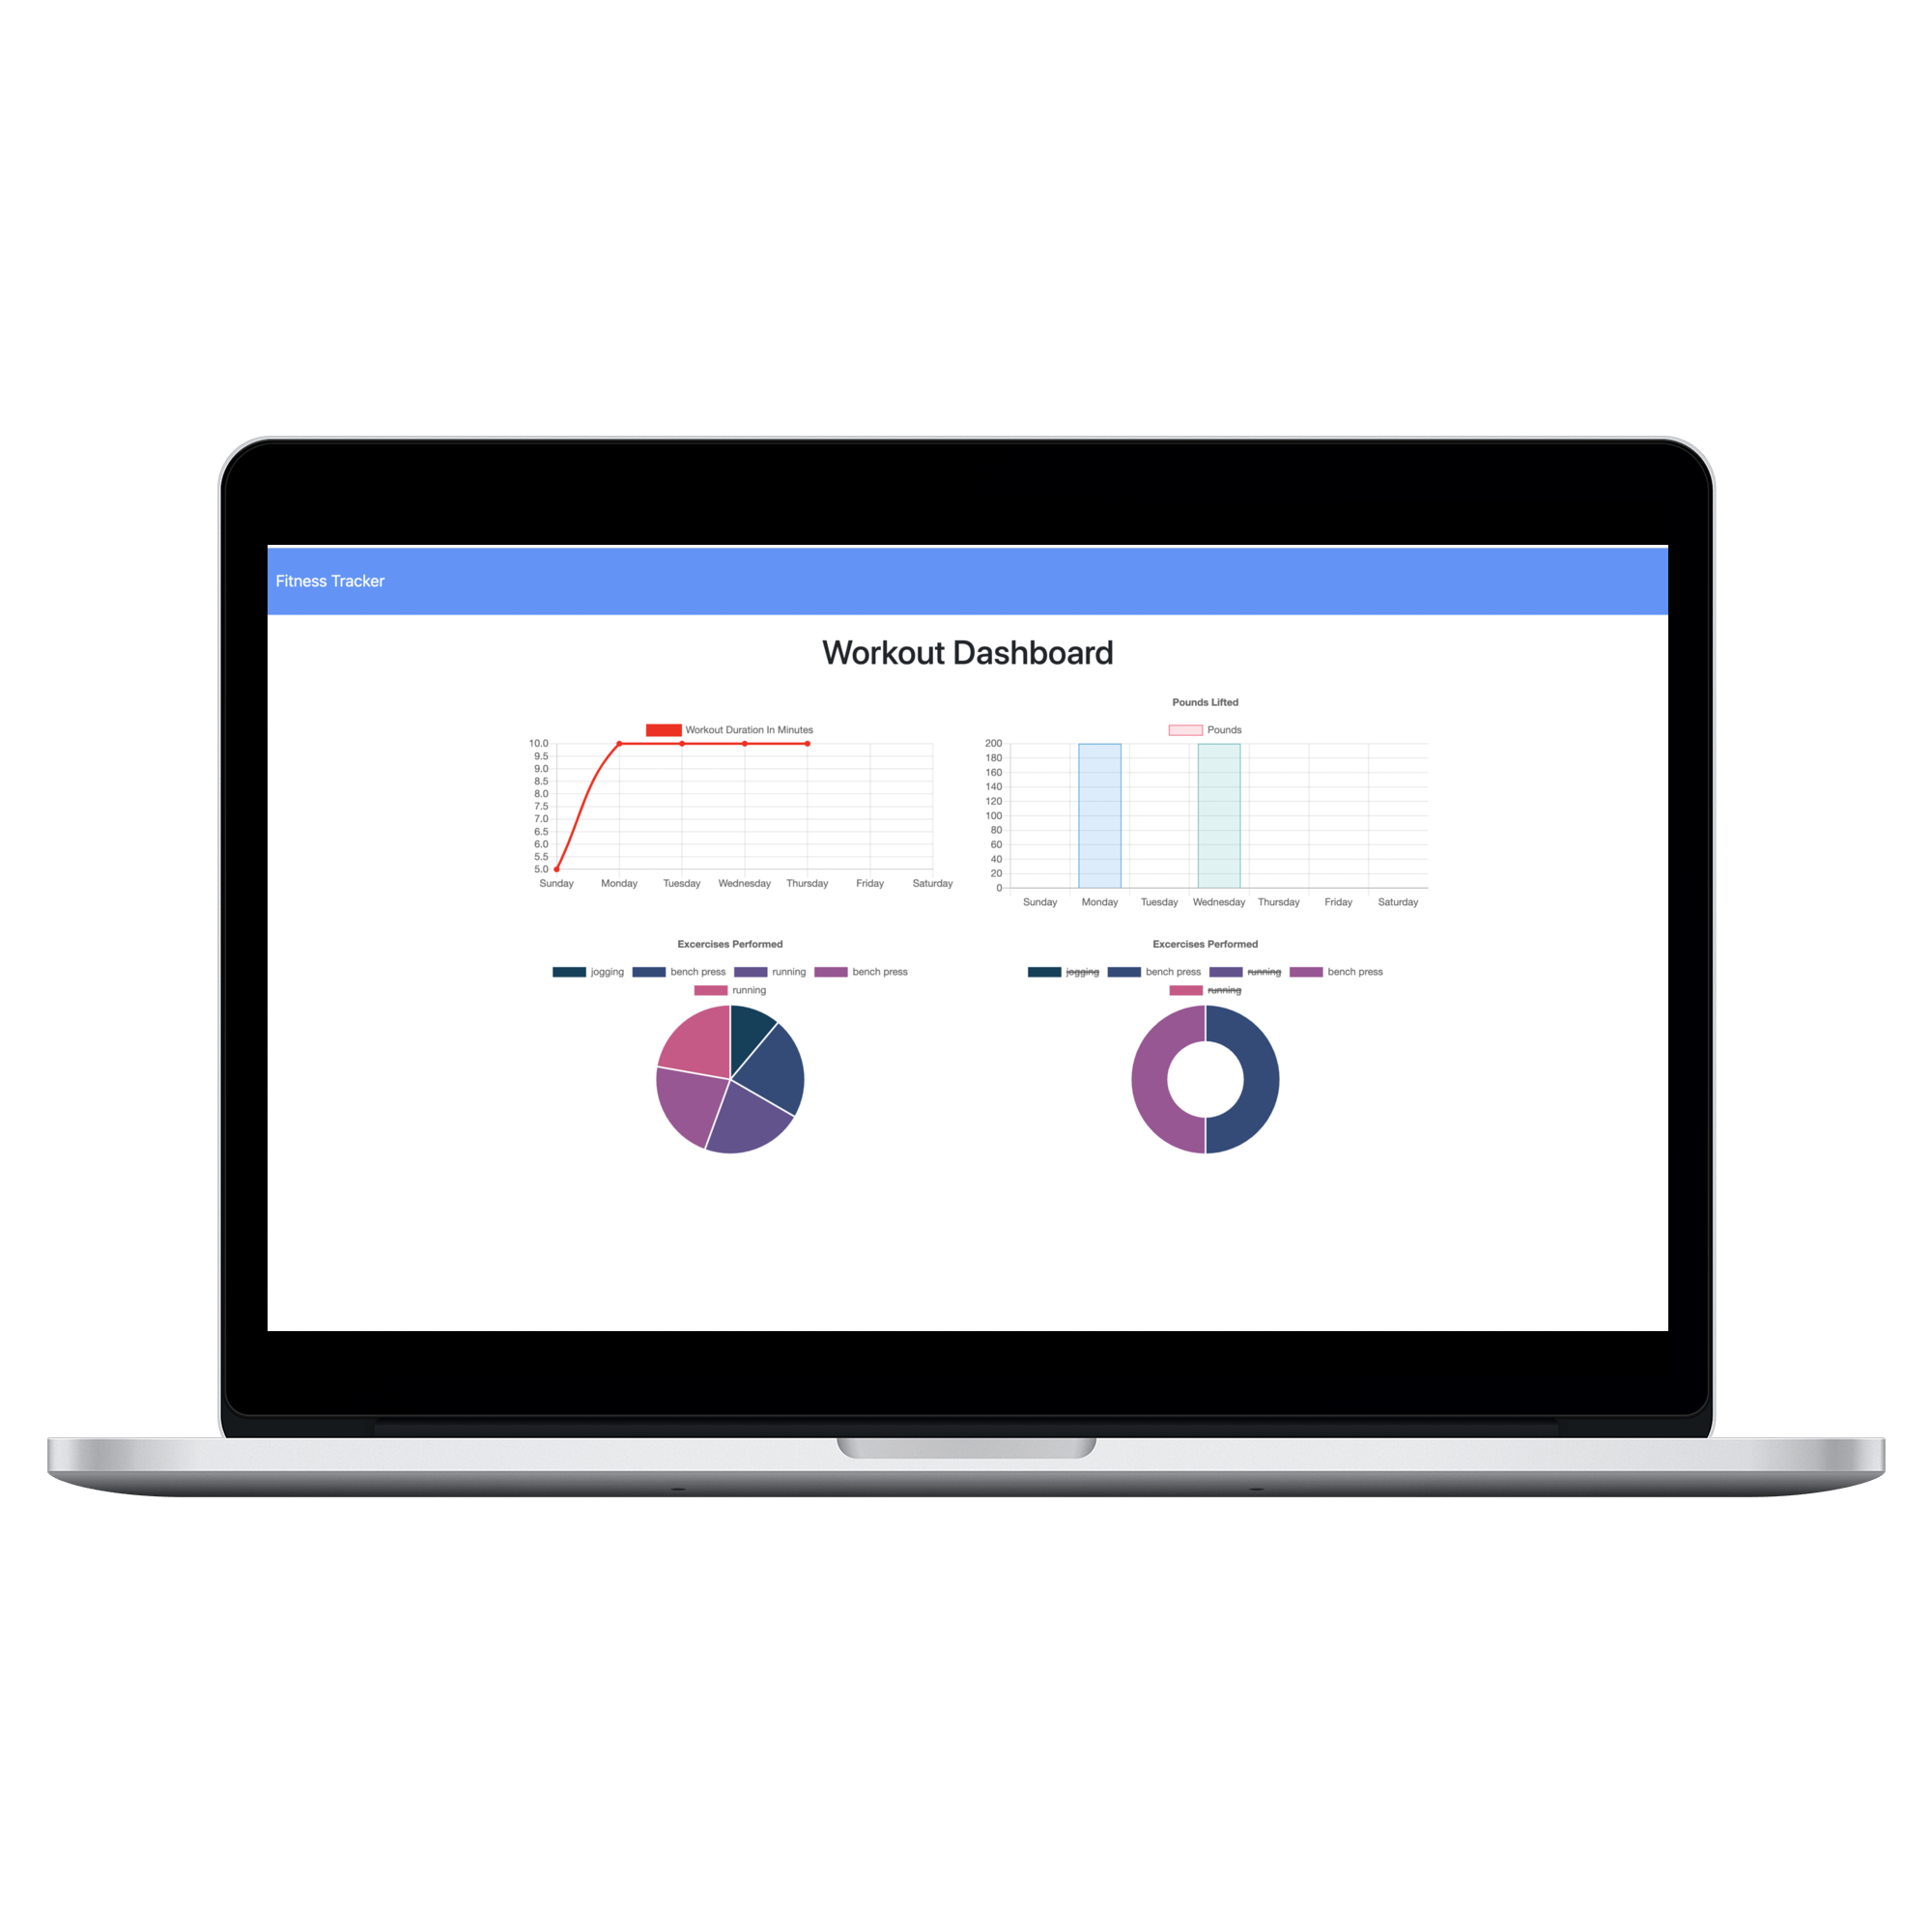 Fitness Tracker
Workout Dashboard
Workout Duration In Minutes
10.0
9.5
9.0
8.5
8.0
7.5
7.0
6.5
6.0
5.5
5.0
Sunday Monday Tuesday Wednesday Thursday Friday Saturday
Pounds Lifted
Pounds
200
180
160
140
120
100
80
60
40
20
0
Sunday Monday Tuesday Wednesday Thursday Friday Saturday
Excercises Performed
jogging bench press running bench press
running
Excercises Performed
jogging bench press running bench press
running